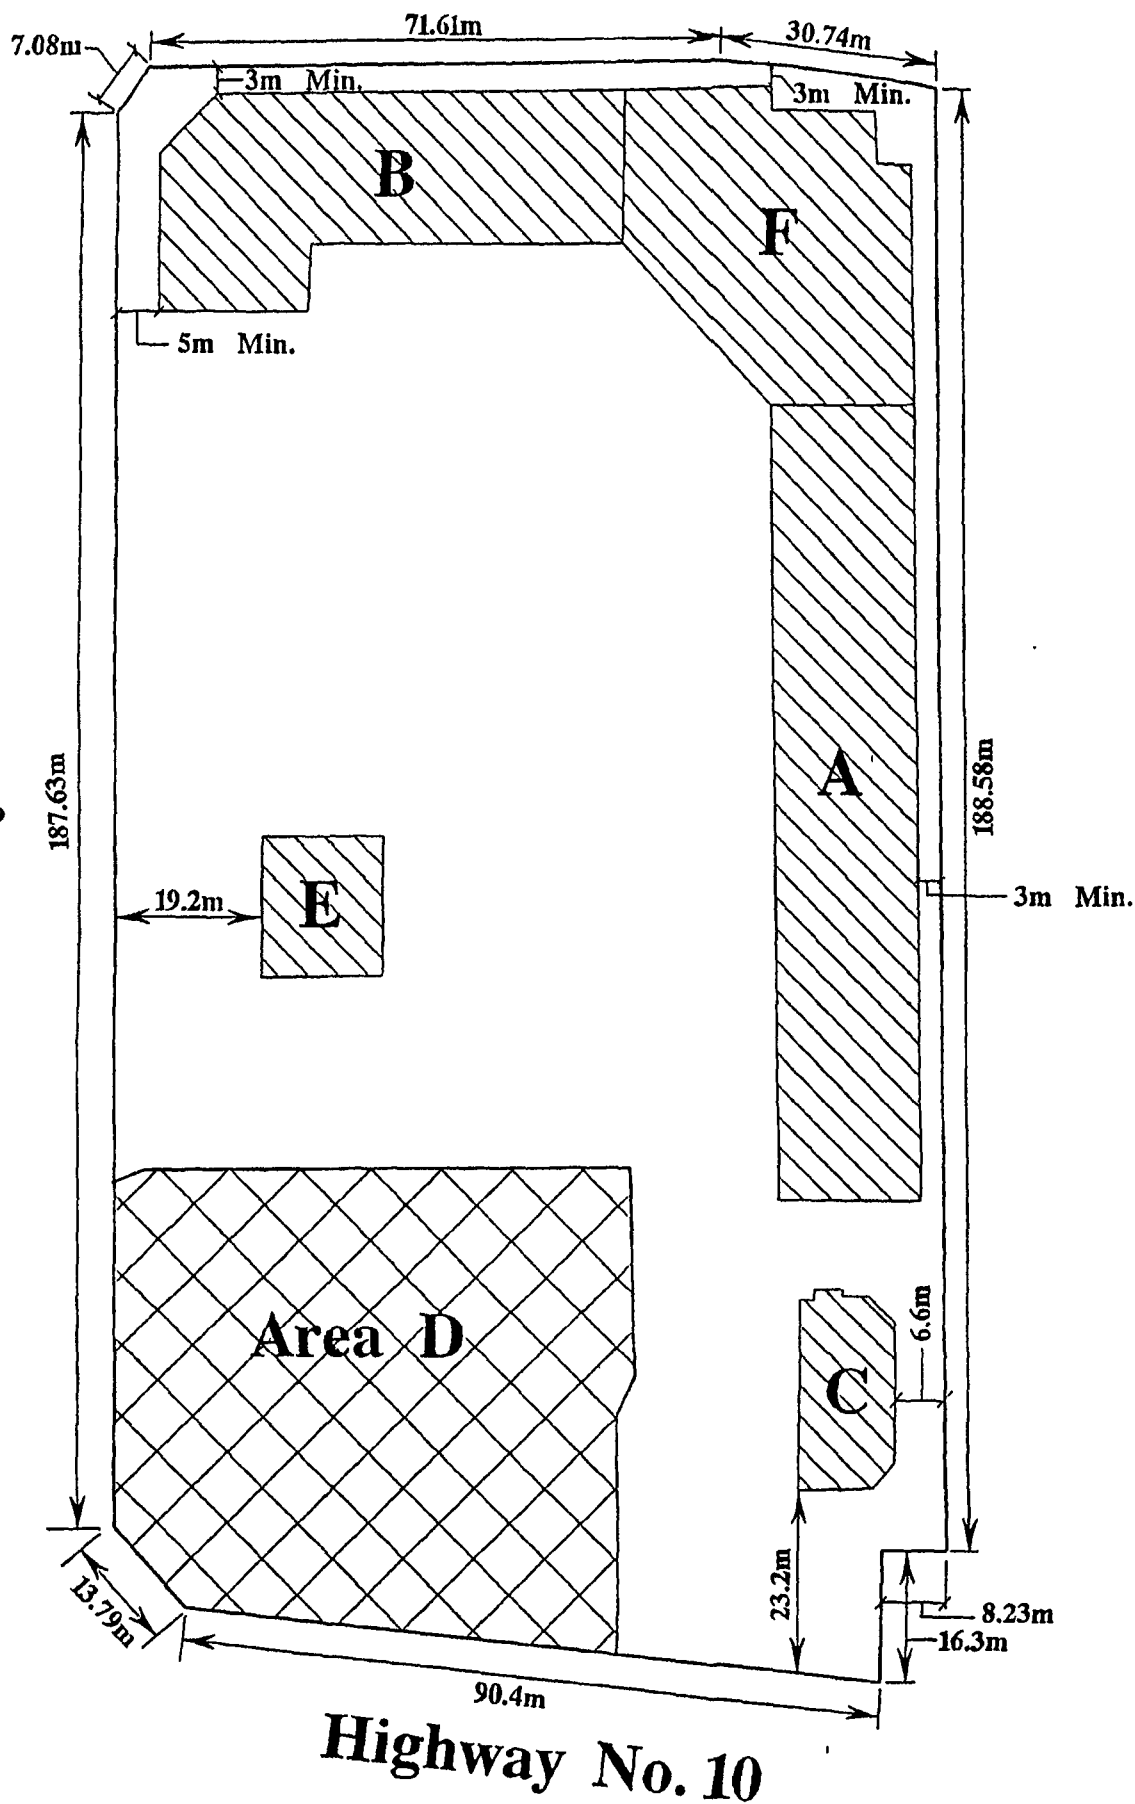 71.61m
30.74m
7.08m
3m Min.
3m Min.
B
F
5m Min.
187.63m
188.58m
A
E
19.2m
3m Min.
Area D
6.6m
C
13.79m
23.2m
8.23m
16.3m
90.4m
Highway No. 10